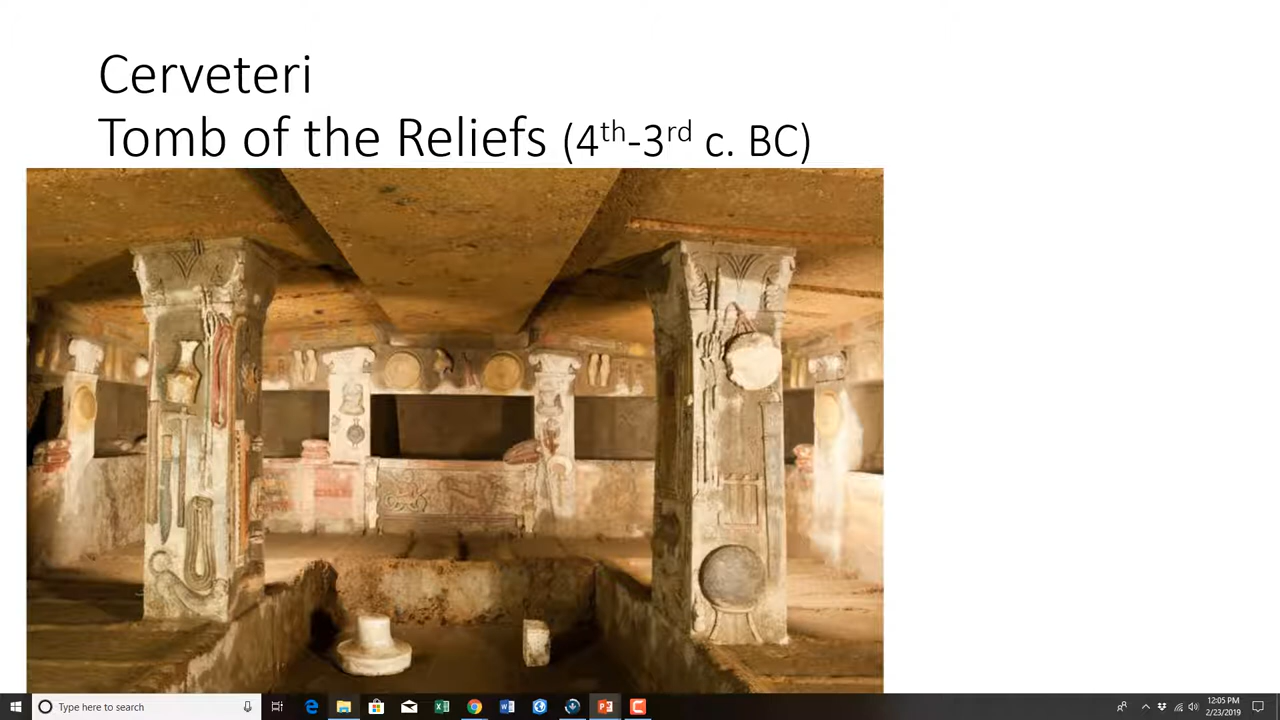 Cerveteri
Tomb of the Reliefs (4th-3rd c. BC)
Type here to search
12:05 PM
2/23/2019